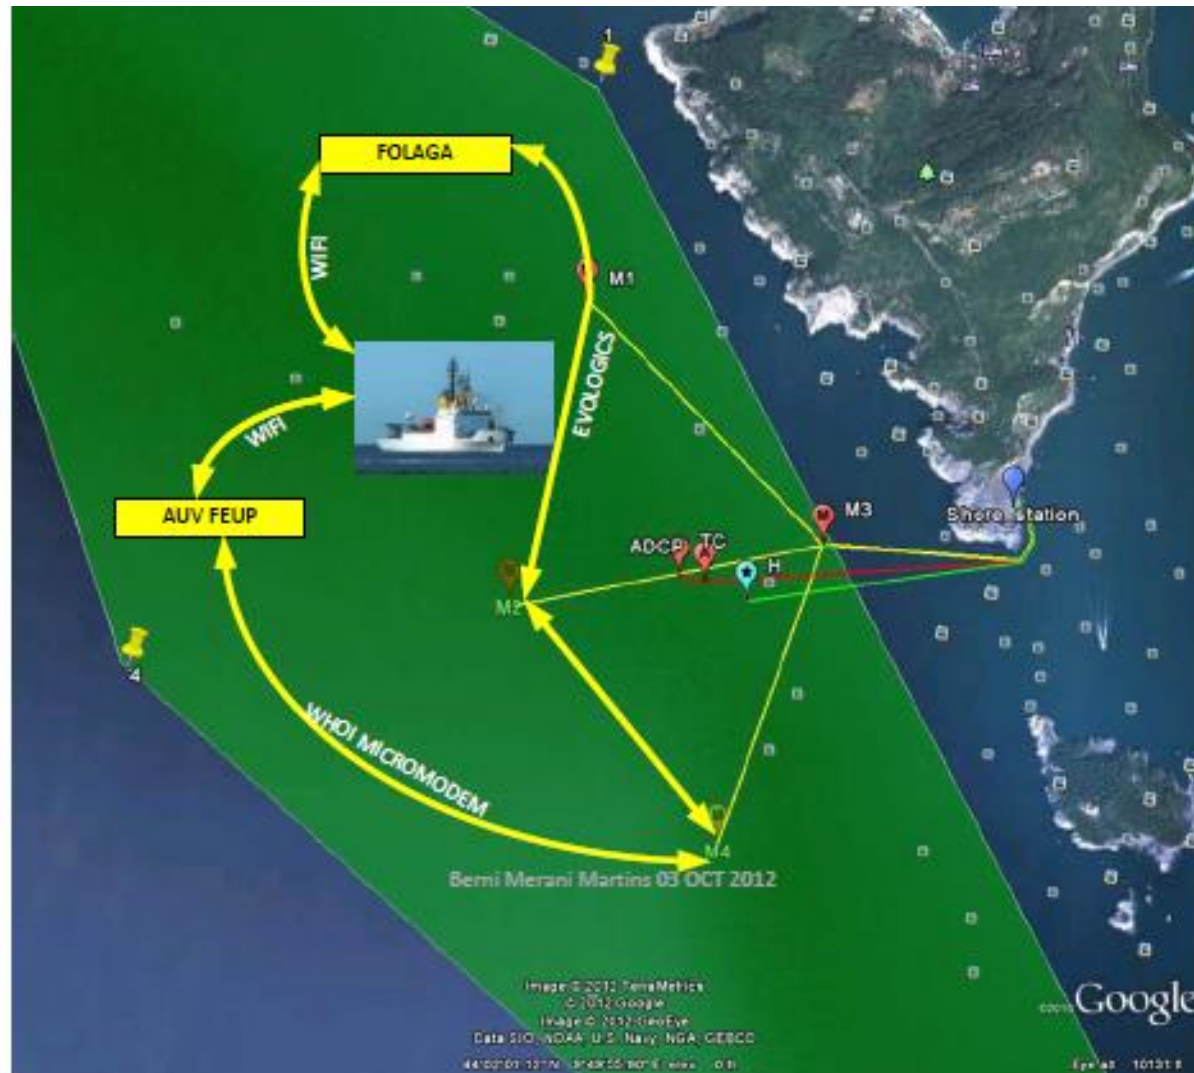 1
FOLAGA
WIFI
M1
EVOLOGICS
WIFI
AUV FEUP
M3
Shore station
ADCP
TC
H
M2
4
WHOI MICROMODEM
M4
Berni Merani Martins 03 OCT 2012
Image © 2012 TerraMetrics
© 2012 Google
Image © 2012 GeoEye
Data SIO, NOAA, U.S. Navy, NGA, GEBCO
Google
Eye alt